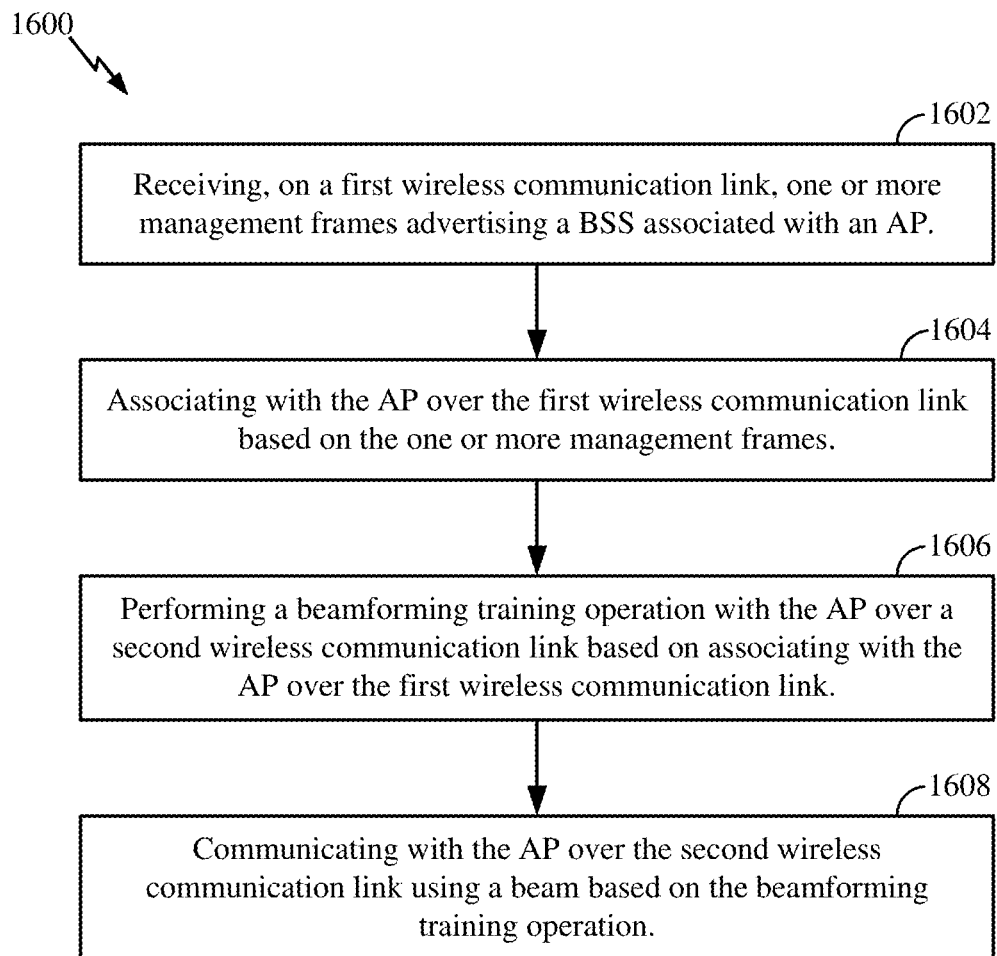 1600
1602
Receiving, on a first wireless communication link, one or more
management frames advertising a BSS associated with an AP.
1604
Associating with the AP over the first wireless communication link
based on the one or more management frames.
1606
Performing a beamforming training operation with the AP over a
second wireless communication link based on associating with the
AP over the first wireless communication link.
1608
Communicating with the AP over the second wireless
communication link using a beam based on the beamforming
training operation.